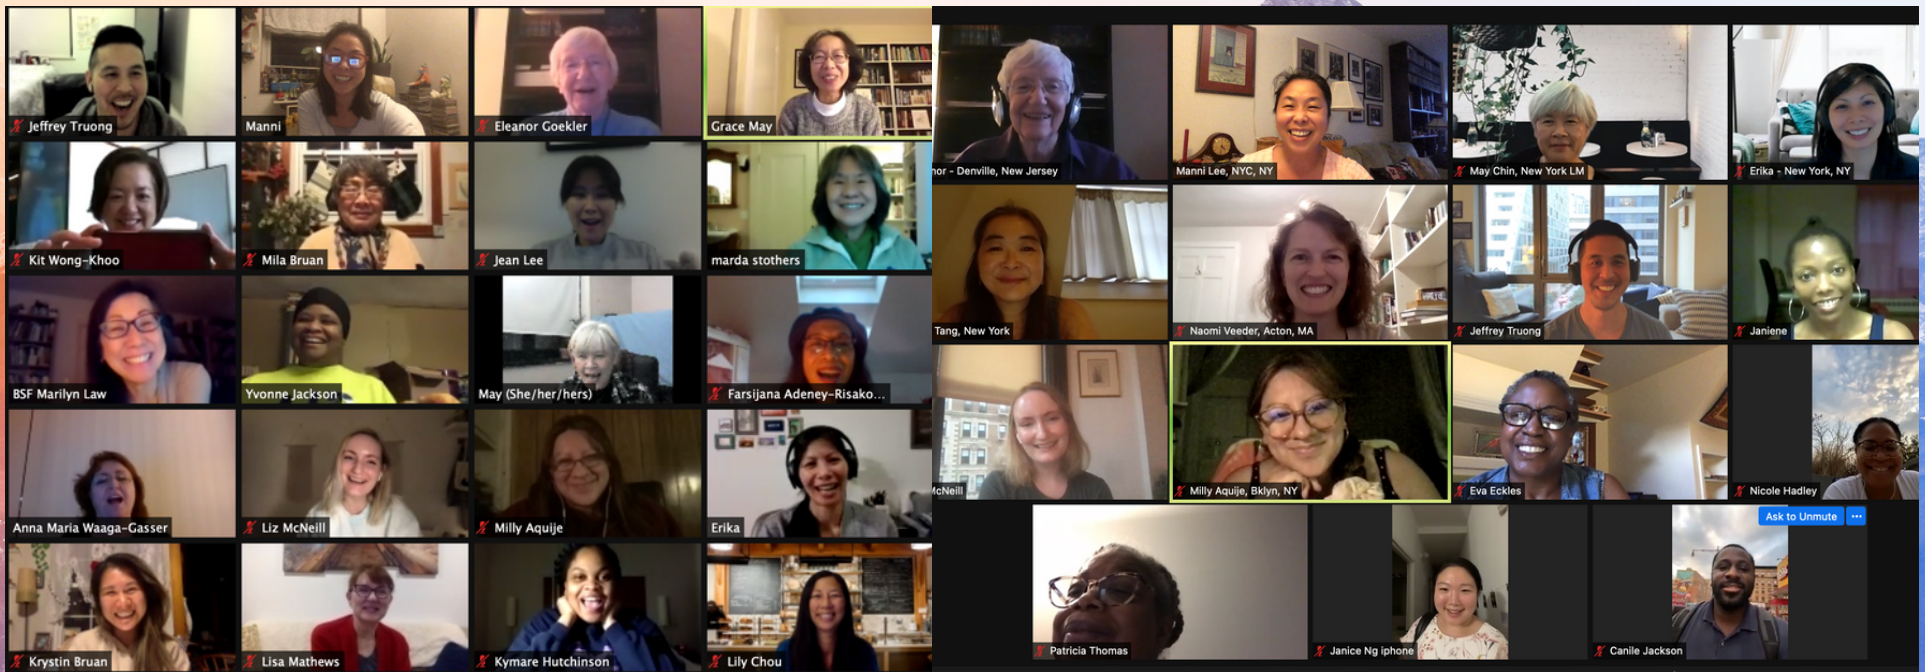 Jeffrey Truong
Manni
Eleanor Goekler
Grace May
Kit Wong-Khoo
Mila Bruan
Jean Lee
marda stothers
BSF Marilyn Law
Yvonne Jackson
May (She/her/hers)
Farsijana Adeney-Risako...
Anna Maria Waaga-Gasser
Liz McNeill
Milly Aquije
Erika
Krystin Bruan
Lisa Mathews
Kymare Hutchinson
Lily Chou
nor - Denville, New Jersey
Manni Lee, NYC, NY
May Chin, New York LM
Erika - New York, NY
Tang, New York
Naomi Veeder, Acton, MA
Jeffrey Truong
Janiene
McNeill
Milly Aquije, Bklyn, NY
Eva Eckles
Nicole Hadley
Ask to Unmute
Patricia Thomas
Janice Ng iphone
Canile Jackson